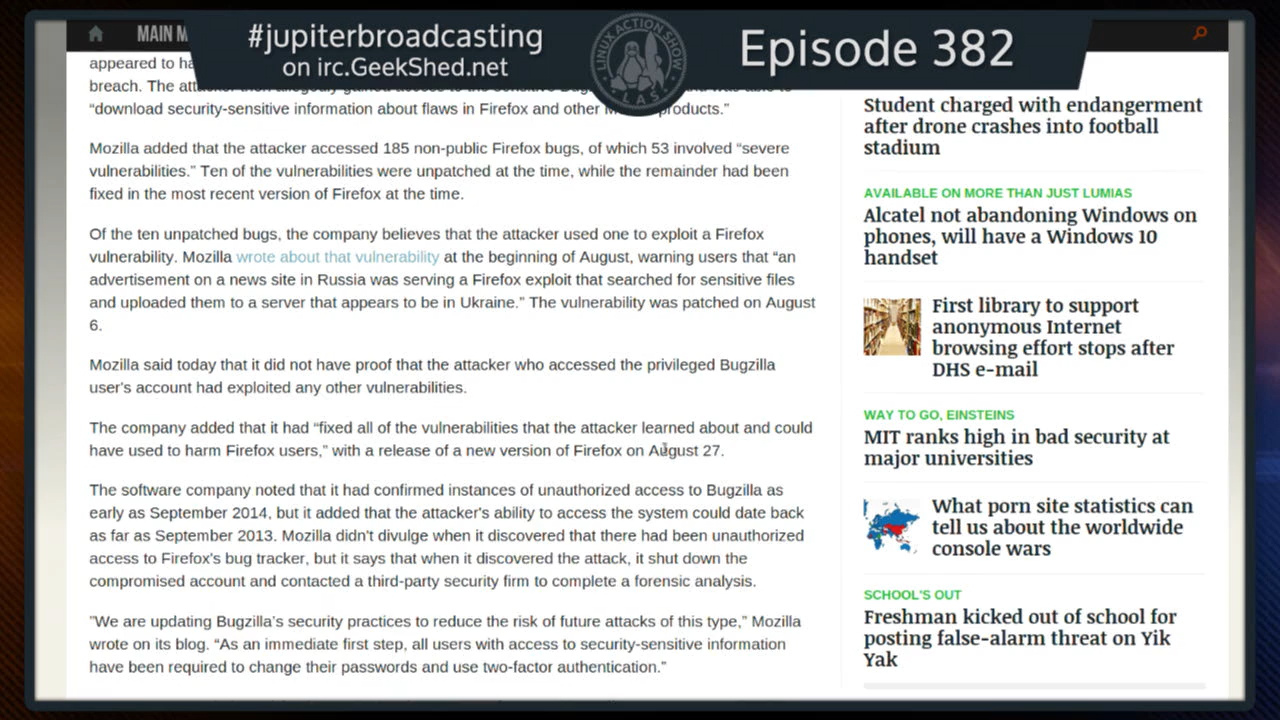 #jupiterbroadcasting
on irc.GeekShed.net
LINUX ACTION SHOW
L.A.S.
Episode 382
MAIN M
appeared to ha
breach. The
"download security-sensitive information about flaws in Firefox and other products."
Mozilla added that the attacker accessed 185 non-public Firefox bugs, of which 53 involved "severe
vulnerabilities." Ten of the vulnerabilities were unpatched at the time, while the remainder had been
fixed in the most recent version of Firefox at the time.
Of the ten unpatched bugs, the company believes that the attacker used one to exploit a Firefox
vulnerability. Mozilla wrote about that vulnerability at the beginning of August, warning users that "an
advertisement on a news site in Russia was serving a Firefox exploit that searched for sensitive files
and uploaded them to a server that appears to be in Ukraine." The vulnerability was patched on August
6.
Mozilla said today that it did not have proof that the attacker who accessed the privileged Bugzilla
user's account had exploited any other vulnerabilities.
The company added that it had "fixed all of the vulnerabilities that the attacker learned about and could
have used to harm Firefox users," with a release of a new version of Firefox on August 27.
The software company noted that it had confirmed instances of unauthorized access to Bugzilla as
early as September 2014, but it added that the attacker's ability to access the system could date back
as far as September 2013. Mozilla didn't divulge when it discovered that there had been unauthorized
access to Firefox's bug tracker, but it says that when it discovered the attack, it shut down the
compromised account and contacted a third-party security firm to complete a forensic analysis.
"We are updating Bugzilla's security practices to reduce the risk of future attacks of this type," Mozilla
wrote on its blog. "As an immediate first step, all users with access to security-sensitive information
have been required to change their passwords and use two-factor authentication."
Student charged with endangerment
after drone crashes into football
stadium
AVAILABLE ON MORE THAN JUST LUMIAS
Alcatel not abandoning Windows on
phones, will have a Windows 10
handset
First library to support
anonymous Internet
browsing effort stops after
DHS e-mail
WAY TO GO, EINSTEINS
MIT ranks high in bad security at
major universities
What porn site statistics can
tell us about the worldwide
console wars
SCHOOL'S OUT
Freshman kicked out of school for
posting false-alarm threat on Yik
Yak